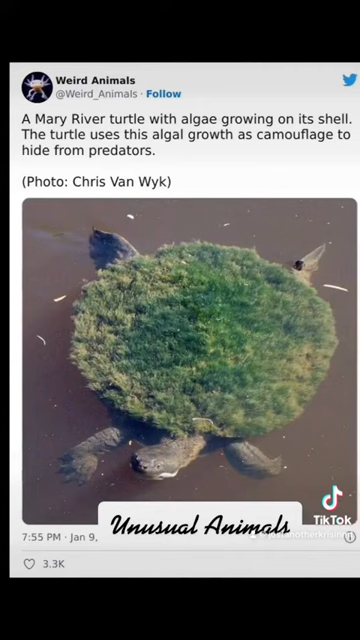 Weird Animals
@Weird_Animals · Follow
A Mary River turtle with algae growing on its shell.
The turtle uses this algal growth as camouflage to
hide from predators.
(Photo: Chris Van Wyk)
TikTok
Unusual Animals
7:55 PM · Jan 9,
3.3K